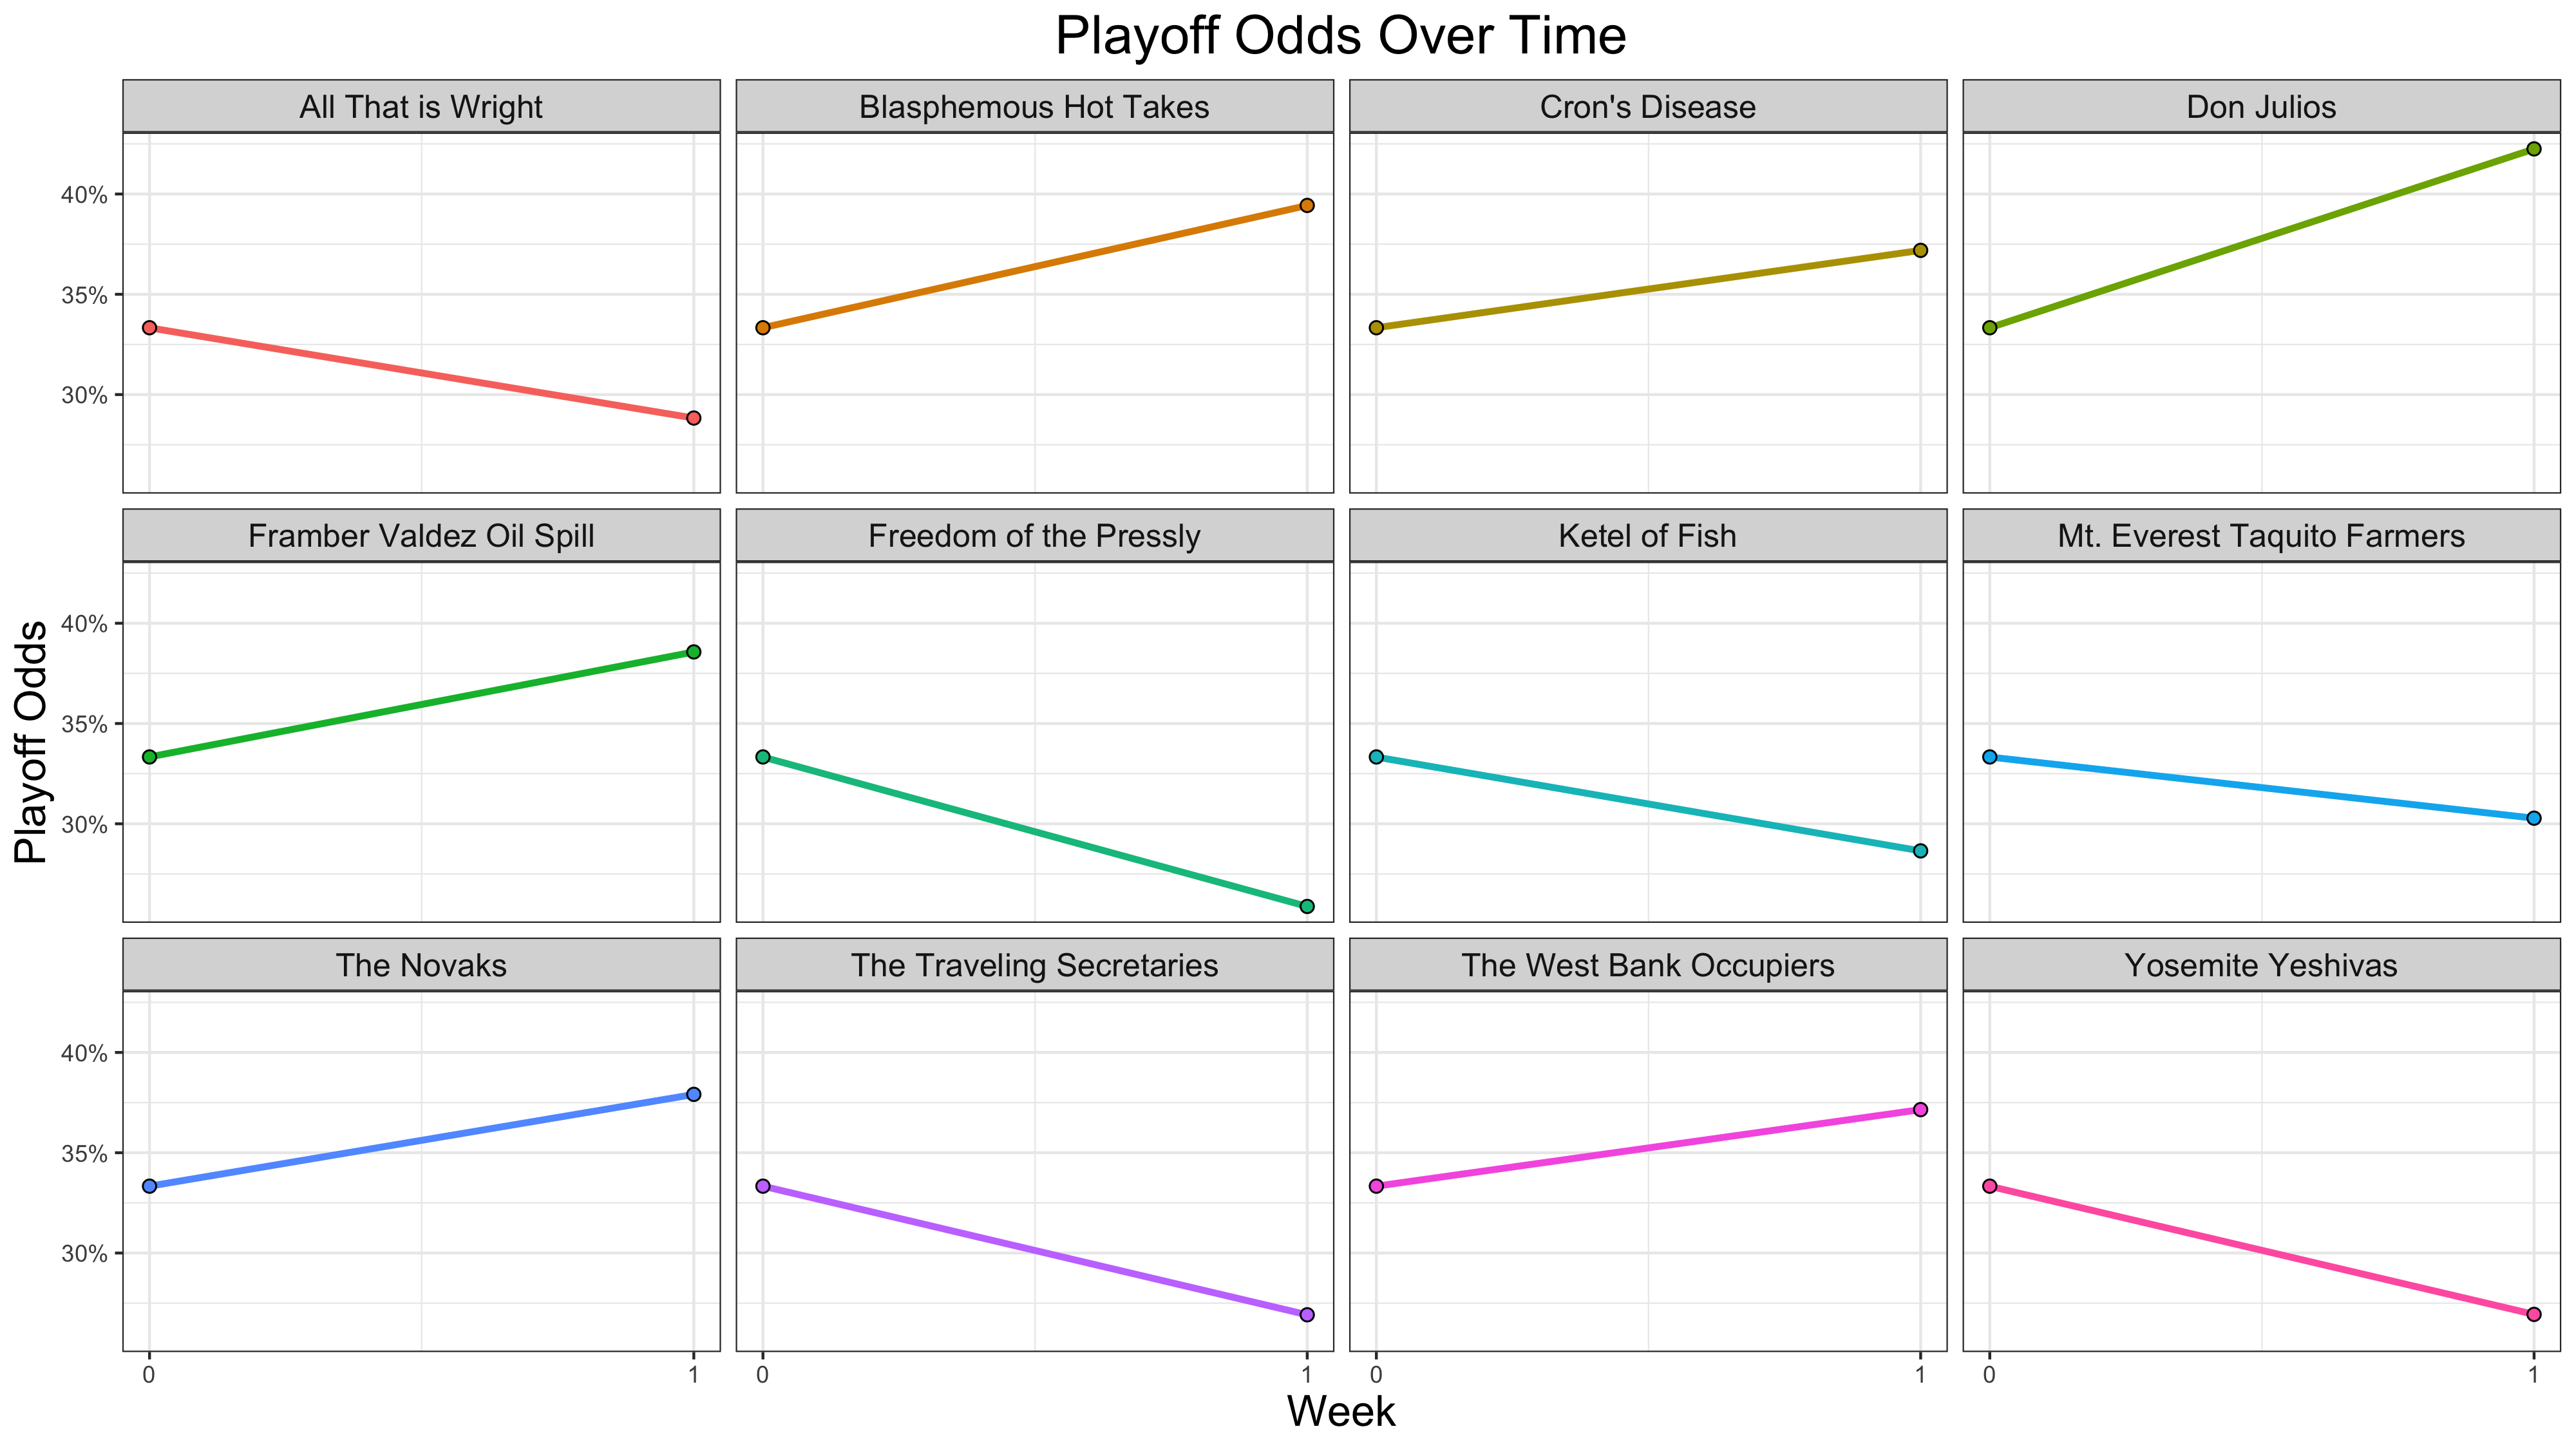 Playoff Odds Over Time
All That is Wright
Blasphemous Hot Takes
Cron's Disease
Don Julios
40%
35%
30%
Framber Valdez Oil Spill
Freedom of the Pressly
Ketel of Fish
Mt. Everest Taquito Farmers
40%
35%
30%
Playoff Odds
The Novaks
The Traveling Secretaries
The West Bank Occupiers
Yosemite Yeshivas
40%
35%
30%
0 1 0 1 0 1 0 1
Week